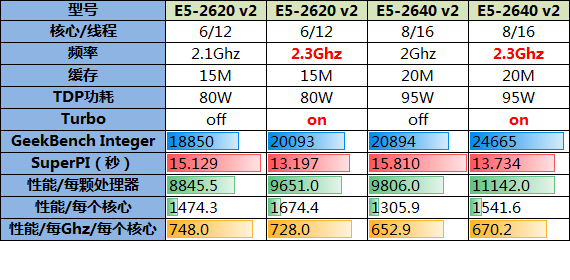 型号 E5-2620 v2 E5-2620 v2 E5-2640 v2 E5-2640 v2
核心/线程 6/12 6/12 8/16 8/16
频率 2.1Ghz 2.3Ghz 2Ghz 2.3Ghz
缓存 15M 15M 20M 20M
TDP功耗 80W 80W 95W 95W
Turbo off on off on
GeekBench Integer 18850 20093 20894 24665
SuperPI（秒） 15.129 13.197 15.810 13.734
性能/每颗处理器 8845.5 9651.0 9806.0 11142.0
性能/每个核心 1474.3 1674.4 1305.9 1541.6
性能/每Ghz/每个核心 748.0 728.0 652.9 670.2